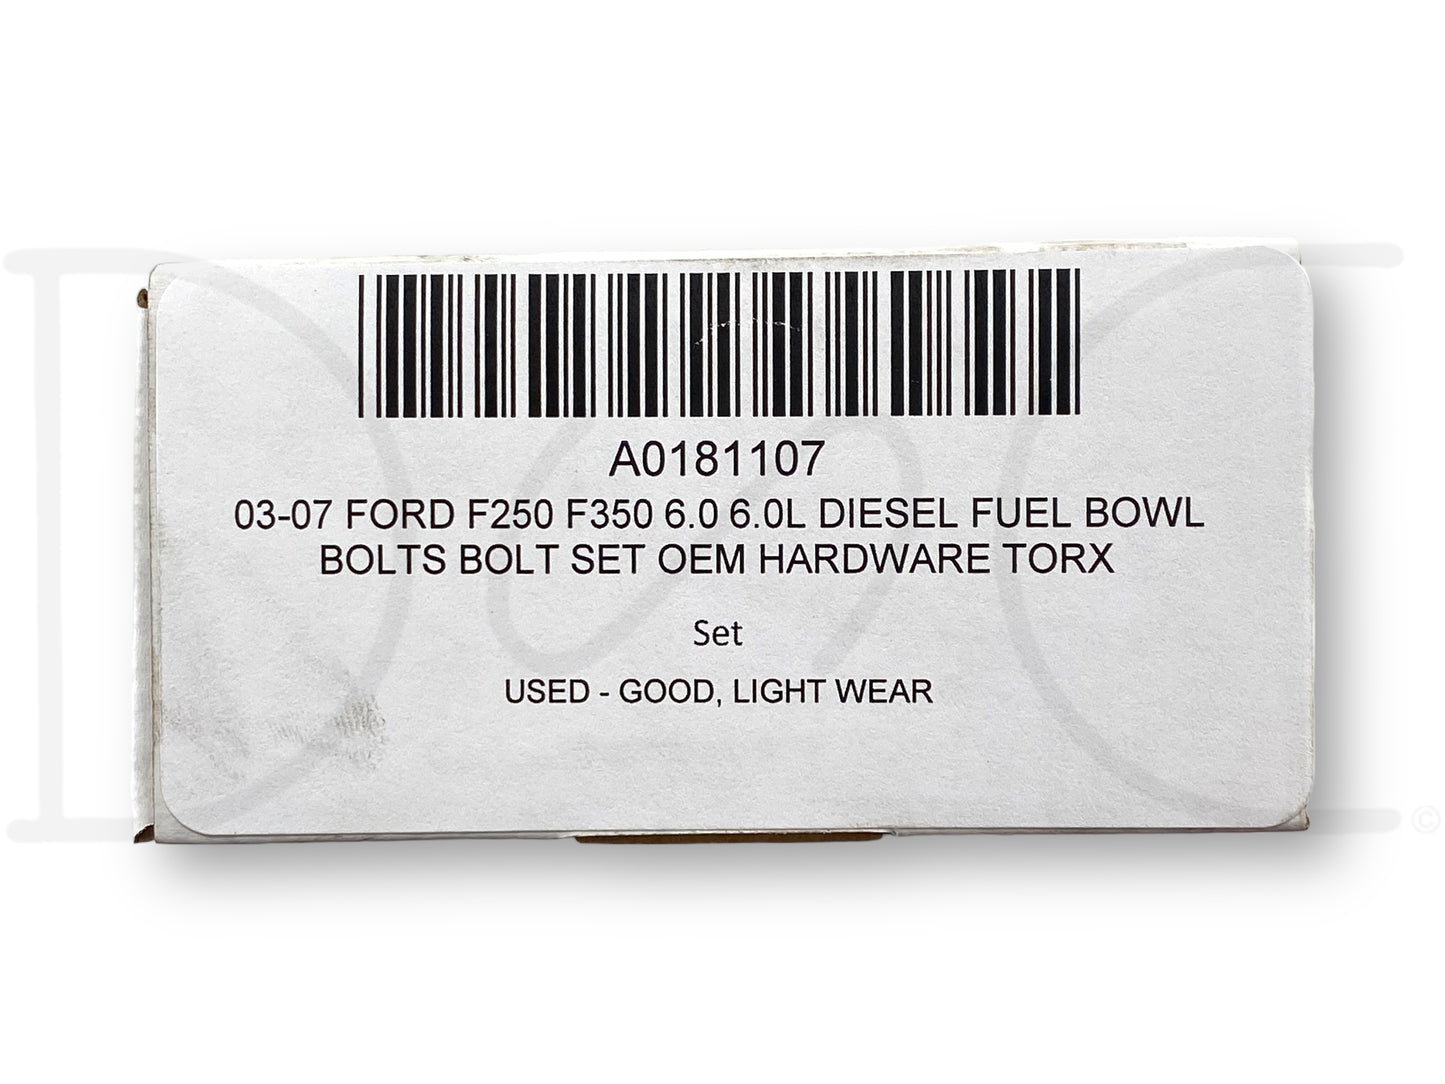 A0181107
03-07 FORD F250 F350 6.0 6.0L DIESEL FUEL BOWL
BOLTS BOLT SET OEM HARDWARE TORX
Set
USED - GOOD, LIGHT WEAR
©